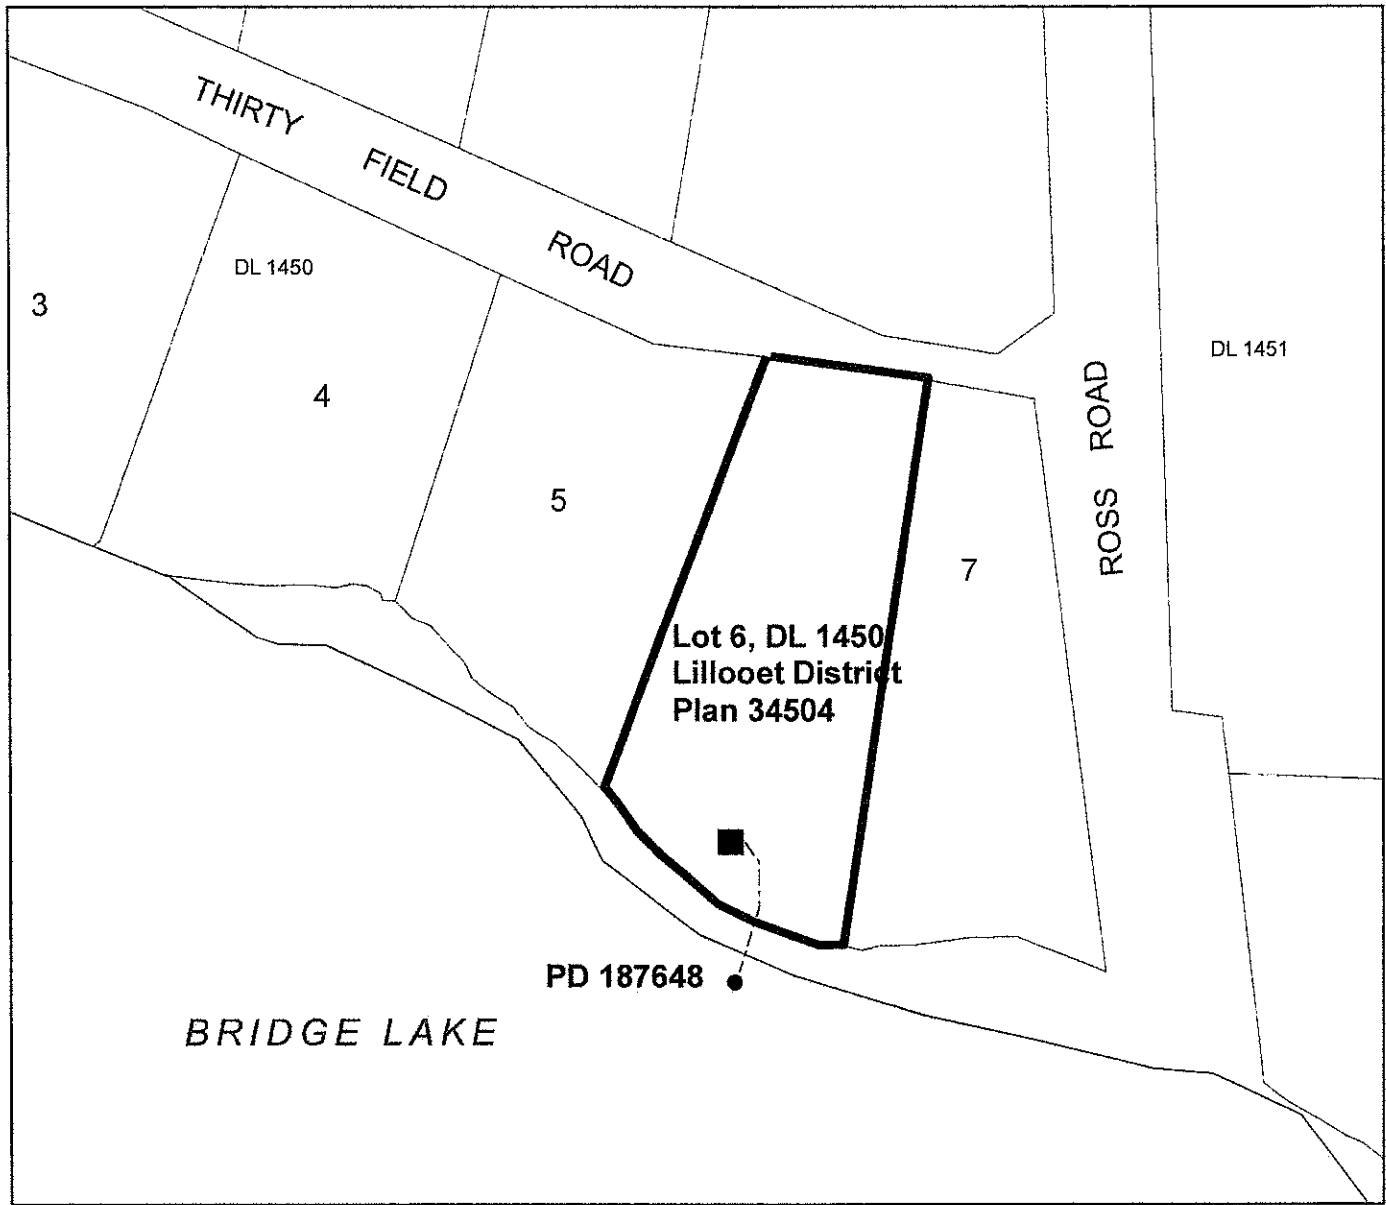 THIRTY FIELD ROAD
DL 1450
3
DL 1451
4
ROSS ROAD
5
7
Lot 6, DL 1450
Lillooet District
Plan 34504
PD 187648
BRIDGE LAKE